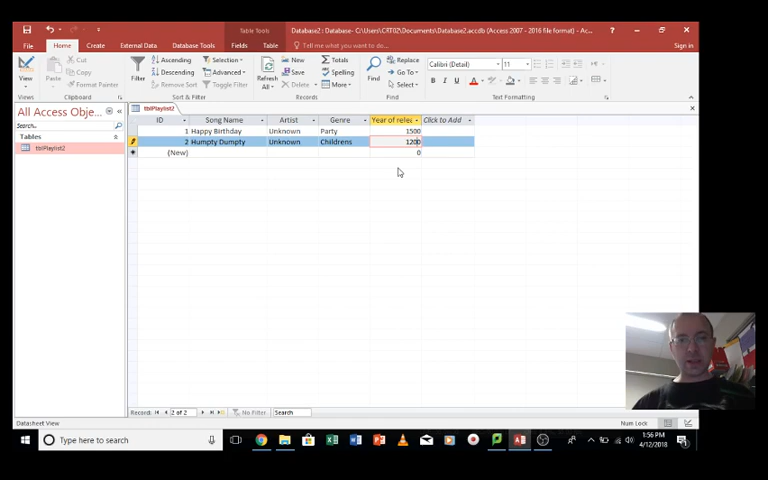 Table Tools
Database2 : Database- C:\Users\CRT02\Documents\Database2.accdb (Access 2007 - 2016 file format) - Ac...
File Home Create External Data Database Tools Fields Table Tell me what you want to do... Sign in
View
Views
Paste
Cut
Copy
Format Painter
Clipboard
Filter
Ascending
Descending
Remove Sort
Selection
Advanced
Toggle Filter
Sort & Filter
Refresh
All
New
Save
Delete
Totals
Spelling
More
Records
Find
Replace
Go To
Select
Find
Calibri (Detail) 11
B I U A
Text Formatting
All Access Obje...
Search...
Tables
tblPlaylist2
tblPlaylist2
ID Song Name Artist Genre Year of relea Click to Add
1 Happy Birthday Unknown Party 1500
2 Humpty Dumpty Unknown Childrens 1200
(New) 0
Record: 2 of 2 No Filter Search
Datasheet View Num Lock
Type here to search
1:56 PM
4/12/2018